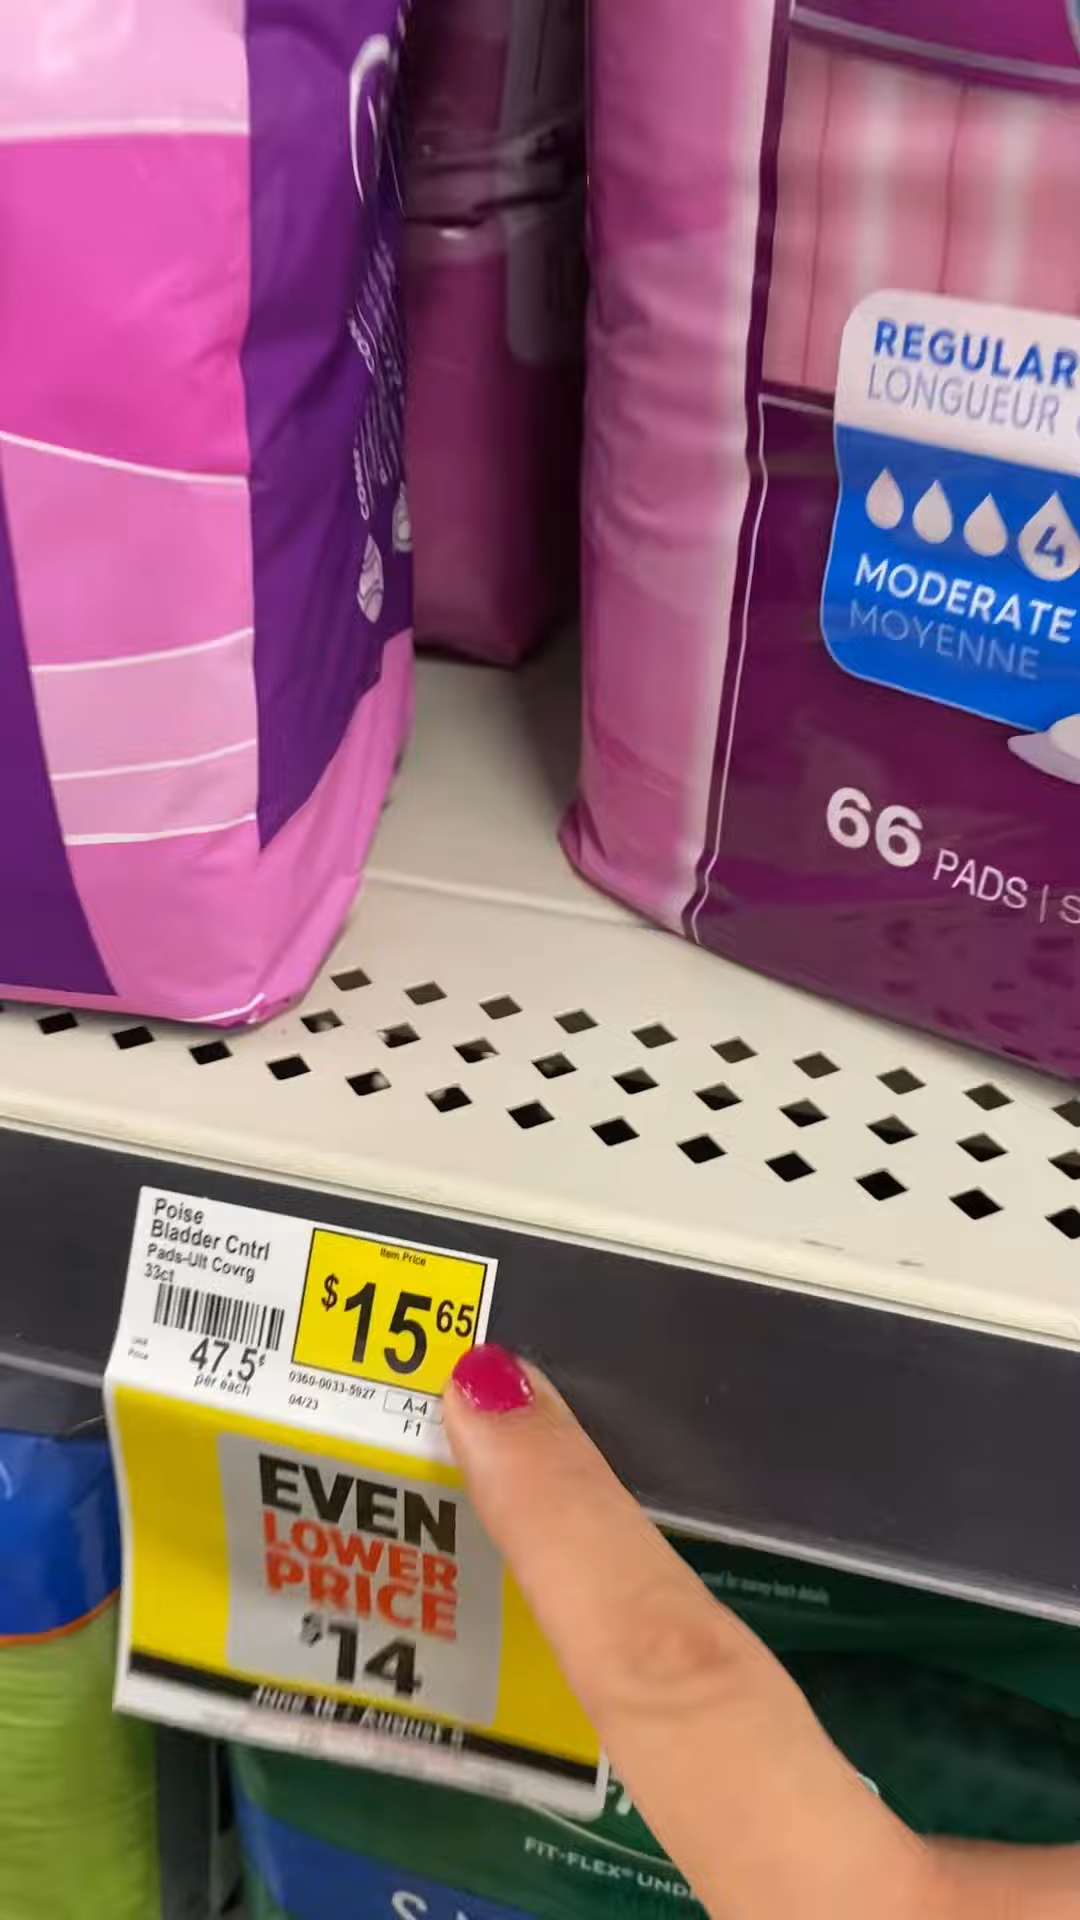 REGULAR
LONGUEUR
4
MODERATE
MOYENNE
66 PADS | S
Poise
Bladder Cntrl
Pads-Ult Covrg
33ct
Item Price
$15 65
47.5¢
per each
0360-0033-5927
04/23
A-4
F1
EVEN
LOWER
PRICE
$14
FIT-FLEX®